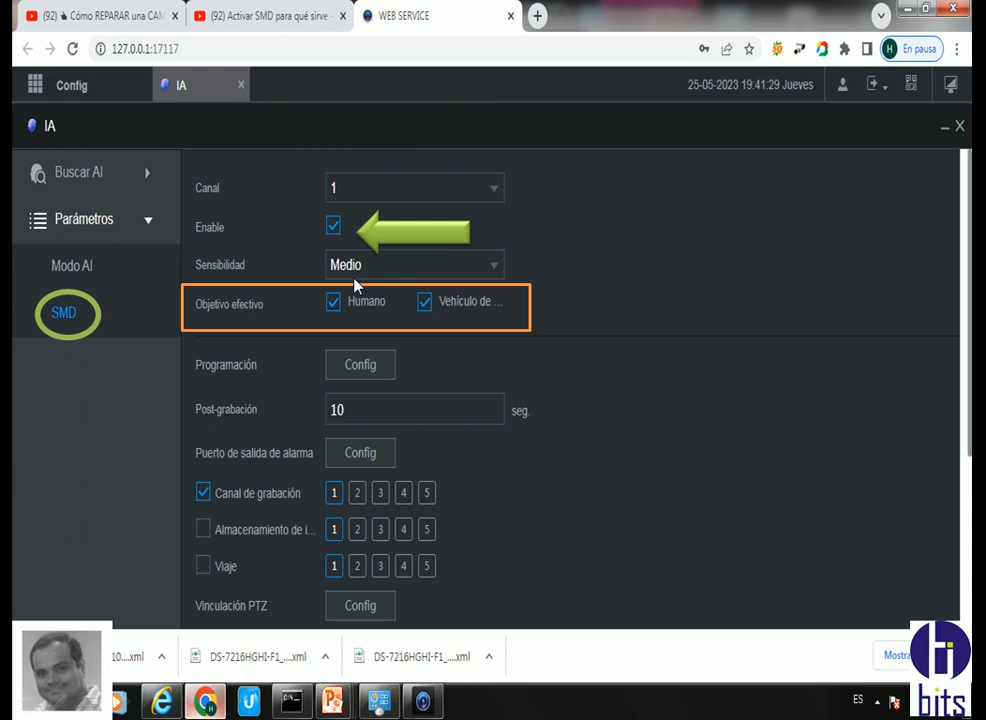 (92) Cómo REPARAR una CAM
(92) Activar SMD para qué sirve -
WEB SERVICE
127.0.0.1:17117
H En pausa
Config
IA
25-05-2023 19:41:29 Jueves
IA
Buscar AI
Parámetros
Modo AI
SMD
Canal 1
Enable
Sensibilidad Medio
Objetivo efectivo Humano Vehículo de ...
Programación Config
Post-grabación 10 seg.
Puerto de salida de alarma Config
Canal de grabación 1 2 3 4 5
Almacenamiento de i... 1 2 3 4 5
Viaje 1 2 3 4 5
Vinculación PTZ Config
10....xml
DS-7216HGHI-F1_....xml
DS-7216HGHI-F1_....xml
Mostra
ES
hi
bits